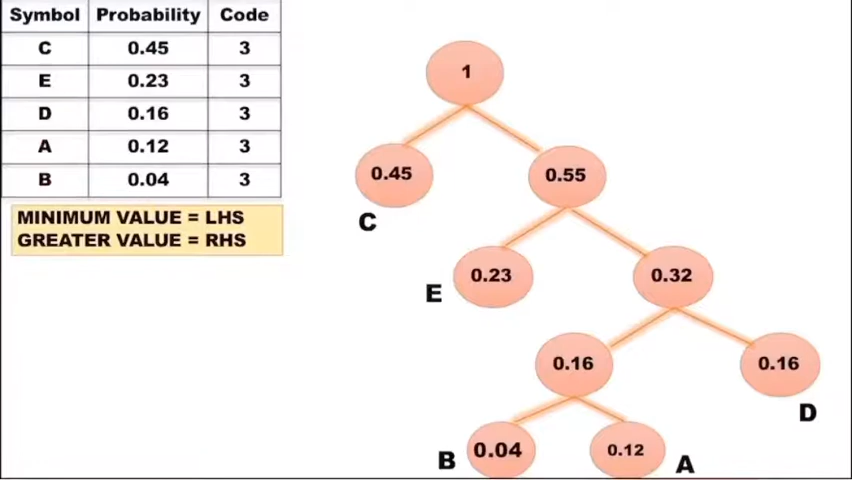 Symbol Probability Code
C 0.45 3
E 0.23 3
D 0.16 3
A 0.12 3
B 0.04 3
MINIMUM VALUE = LHS
GREATER VALUE = RHS
1
0.45 0.55
C
0.23 0.32
E
0.16 0.16
D
B 0.04 0.12 A